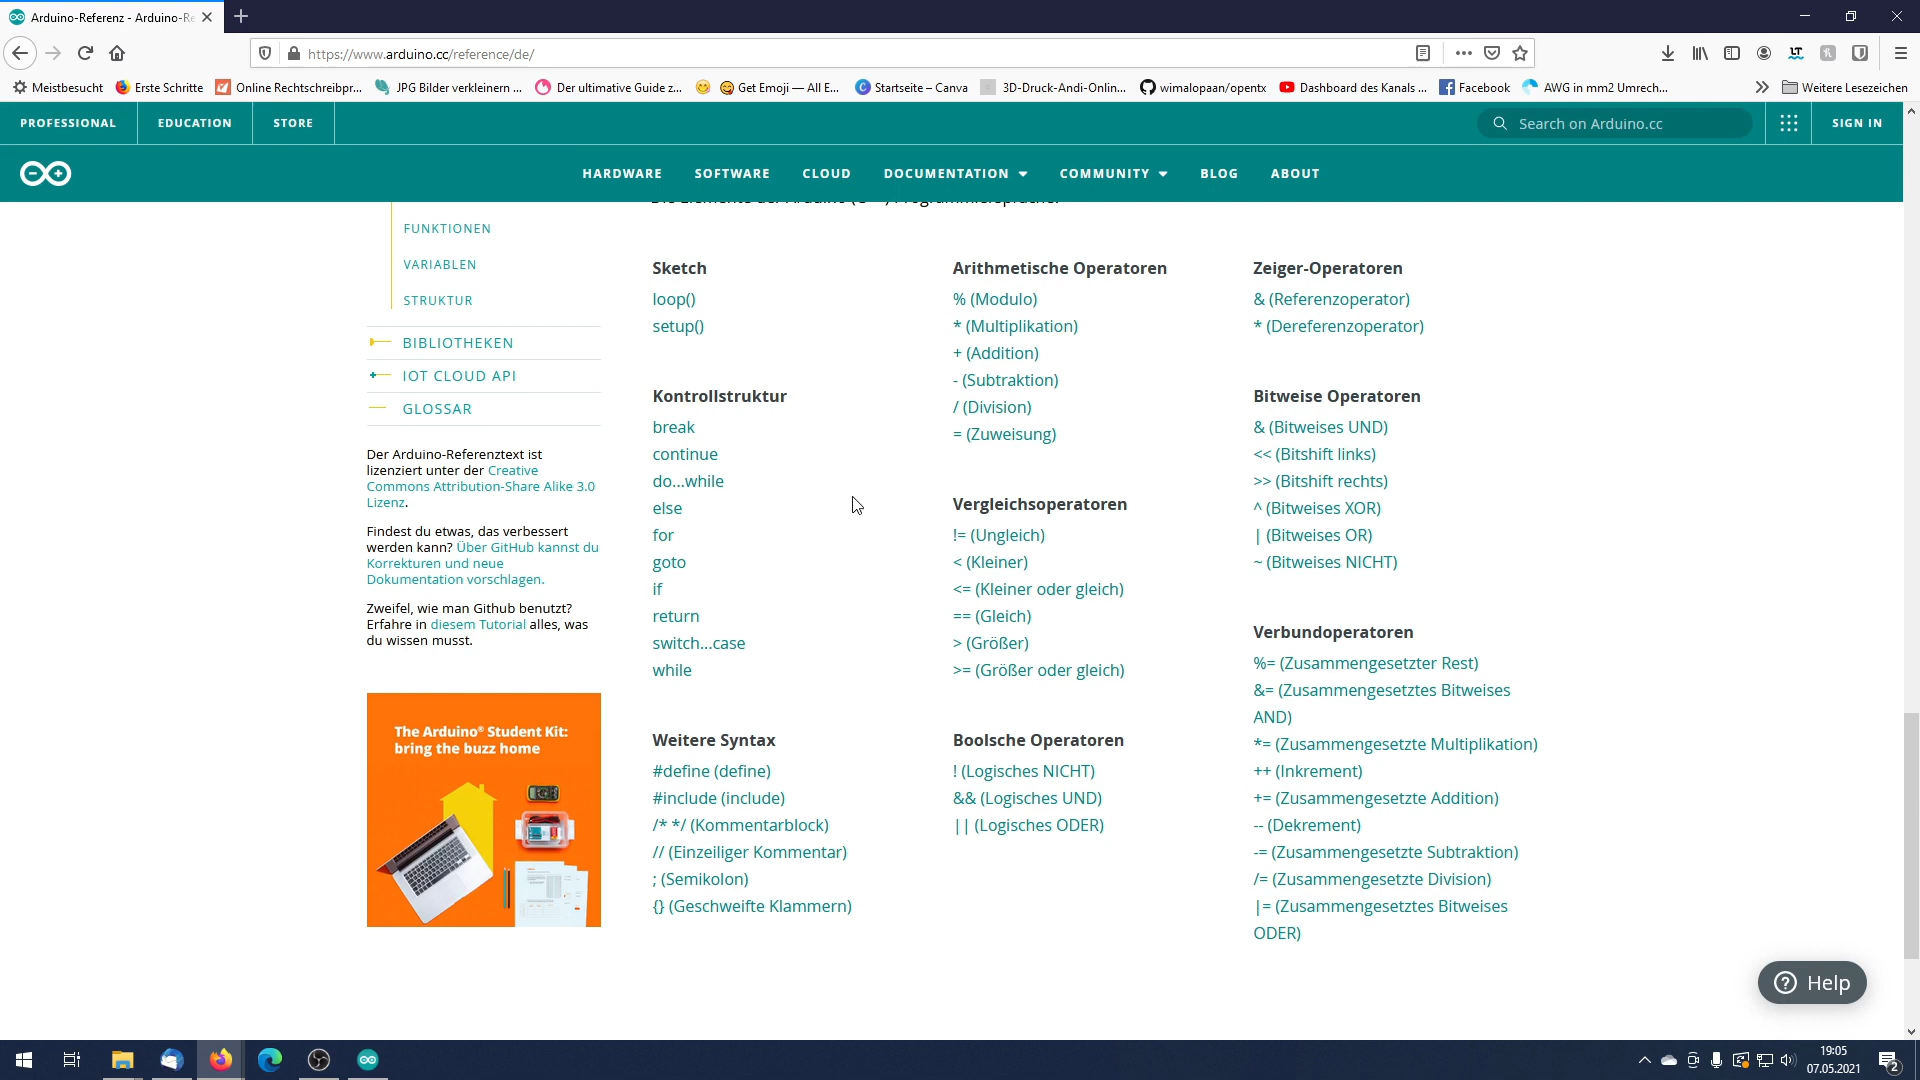 Arduino-Referenz - Arduino-Re
https://www.arduino.cc/reference/de/
Meistbesucht
Erste Schritte
Online Rechtschreibpr...
JPG Bilder verkleinern ...
Der ultimative Guide z...
Get Emoji — All E...
Startseite – Canva
3D-Druck-Andi-Onlin...
wimalopaan/opentx
Dashboard des Kanals ...
Facebook
AWG in mm2 Umrech...
Weitere Lesezeichen
PROFESSIONAL
EDUCATION
STORE
Search on Arduino.cc
SIGN IN
HARDWARE
SOFTWARE
CLOUD
DOCUMENTATION
COMMUNITY
BLOG
ABOUT
FUNKTIONEN
VARIABLEN
STRUKTUR
BIBLIOTHEKEN
IOT CLOUD API
GLOSSAR
Der Arduino-Referenztext ist
lizenziert unter der Creative
Commons Attribution-Share Alike 3.0
Lizenz.
Findest du etwas, das verbessert
werden kann? Über GitHub kannst du
Korrekturen und neue
Dokumentation vorschlagen.
Zweifel, wie man Github benutzt?
Erfahre in diesem Tutorial alles, was
du wissen musst.
The Arduino® Student Kit:
bring the buzz home
Sketch
loop()
setup()
Kontrollstruktur
break
continue
do...while
else
for
goto
if
return
switch...case
while
Weitere Syntax
#define (define)
#include (include)
/* */ (Kommentarblock)
// (Einzeiliger Kommentar)
; (Semikolon)
{} (Geschweifte Klammern)
Arithmetische Operatoren
% (Modulo)
* (Multiplikation)
+ (Addition)
- (Subtraktion)
/ (Division)
= (Zuweisung)
Vergleichsoperatoren
!= (Ungleich)
< (Kleiner)
<= (Kleiner oder gleich)
== (Gleich)
> (Größer)
>= (Größer oder gleich)
Boolsche Operatoren
! (Logisches NICHT)
&& (Logisches UND)
|| (Logisches ODER)
Zeiger-Operatoren
& (Referenzoperator)
* (Dereferenzoperator)
Bitweise Operatoren
& (Bitweises UND)
<< (Bitshift links)
>> (Bitshift rechts)
^ (Bitweises XOR)
| (Bitweises OR)
~ (Bitweises NICHT)
Verbundoperatoren
%= (Zusammengesetzter Rest)
&= (Zusammengesetztes Bitweises
AND)
*= (Zusammengesetzte Multiplikation)
++ (Inkrement)
+= (Zusammengesetzte Addition)
-- (Dekrement)
-= (Zusammengesetzte Subtraktion)
/= (Zusammengesetzte Division)
|= (Zusammengesetztes Bitweises
ODER)
Help
19:05
07.05.2021
2